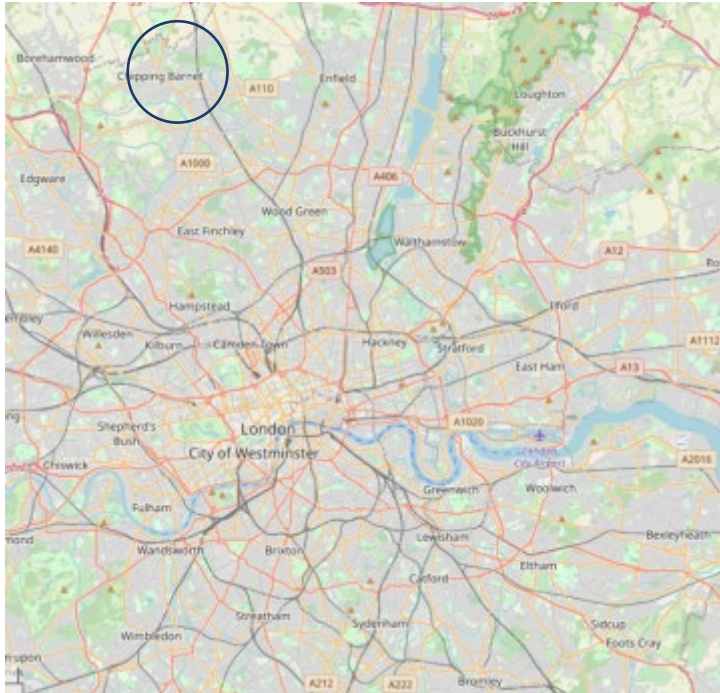 Borehamwood
Chipping Barnet
Enfield
A110
Loughton
Buckhurst
Hill
A1000
Edgware
A406
Wood Green
East Finchley
Walthamstow
A4140
A12
A503
Hampstead
Ilford
Willesden
Kilburn
Camden Town
Hackney
Stratford
A1112
East Ham
A13
Shepherd's
Bush
London
A1020
City of Westminster
London
City Airport
A2016
Chiswick
Greenwich
Woolwich
Fulham
mond
Wandsworth
Brixton
Lewisham
Bexleyheath
Catford
Eltham
Streatham
Sydenham
Sidcup
Wimbledon
Foots Cray
A212
A222
Bromley